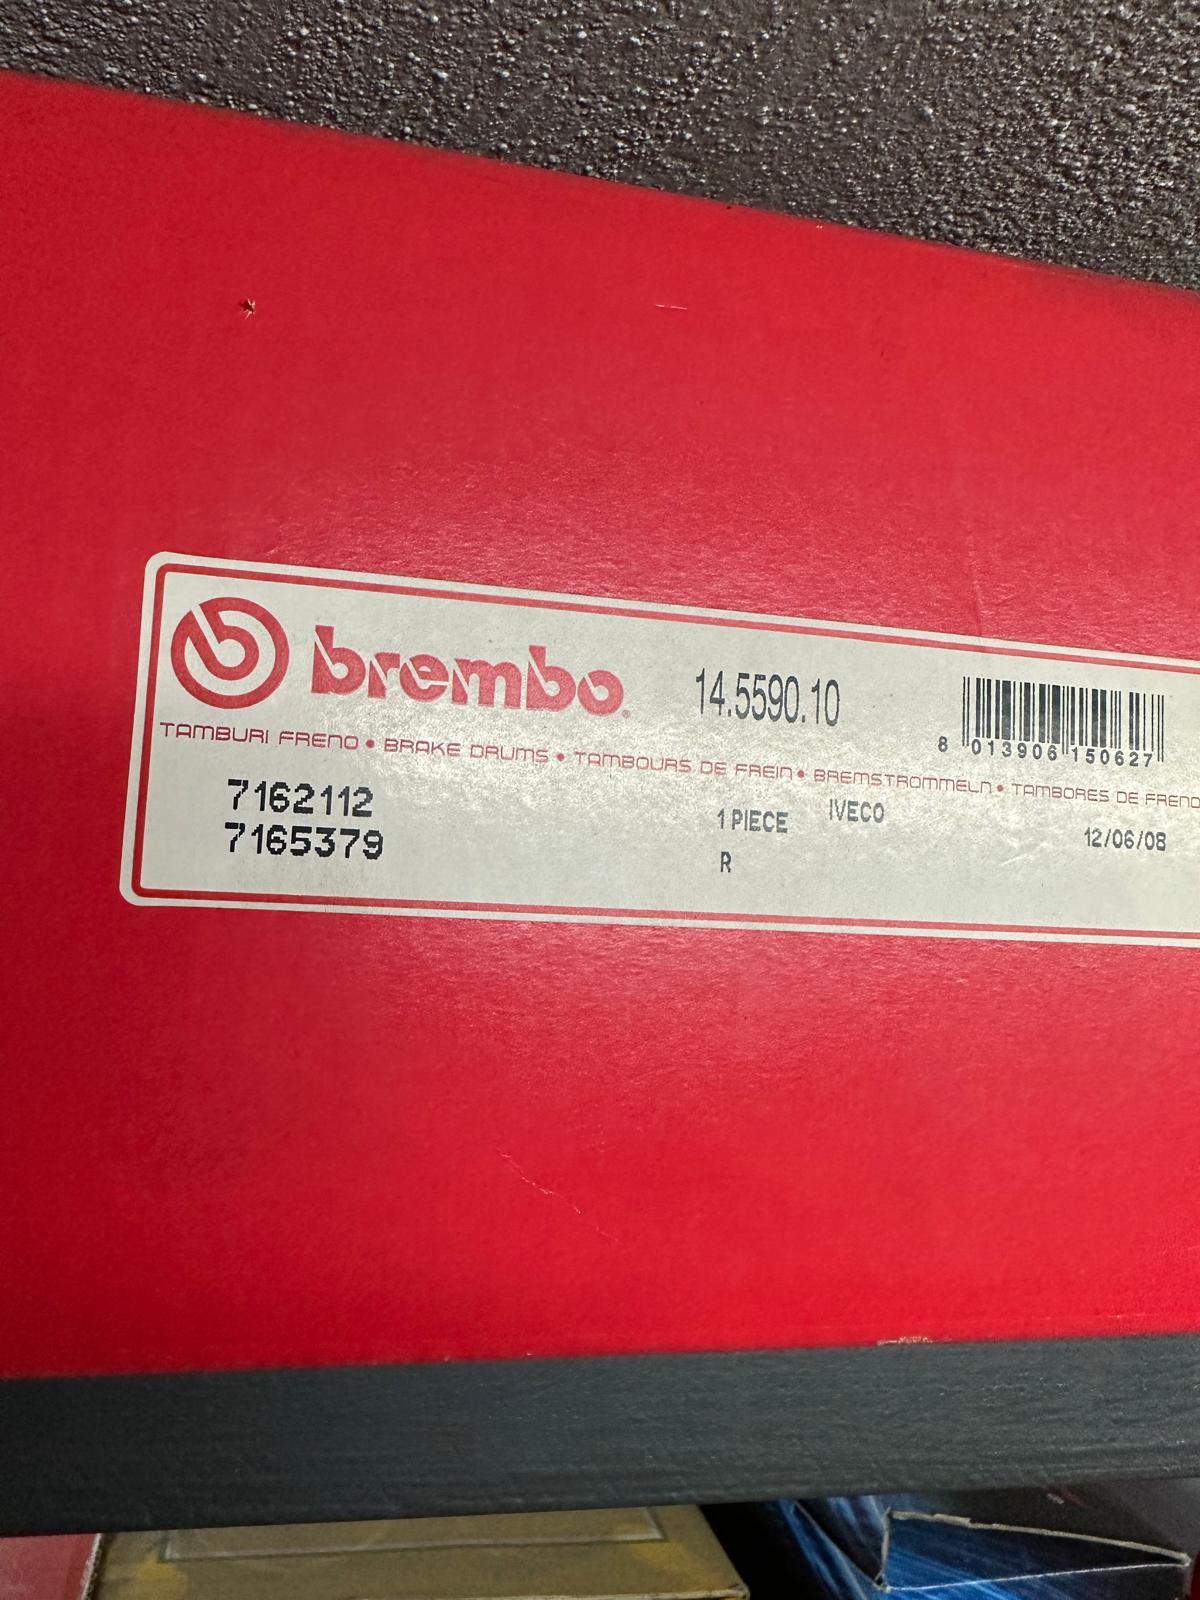 brembo
14.5590.10
8 013906 150627
TAMBURI FRENO • BRAKE DRUMS • TAMBOURS DE FREIN • BREMSTROMMELN • TAMBORES DE FRENO
7162112
7165379
1 PIECE
R
IVECO
12/06/08